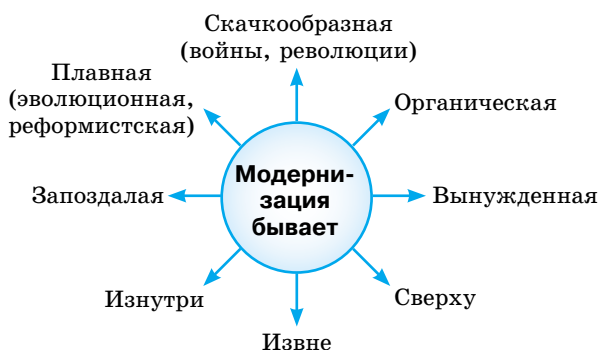 Скачкообразная
(войны, революции)
Плавная
(эволюционная,
реформистская)
Органическая
Модерни-
зация
бывает
Запоздалая
Вынужденная
Изнутри
Сверху
Извне